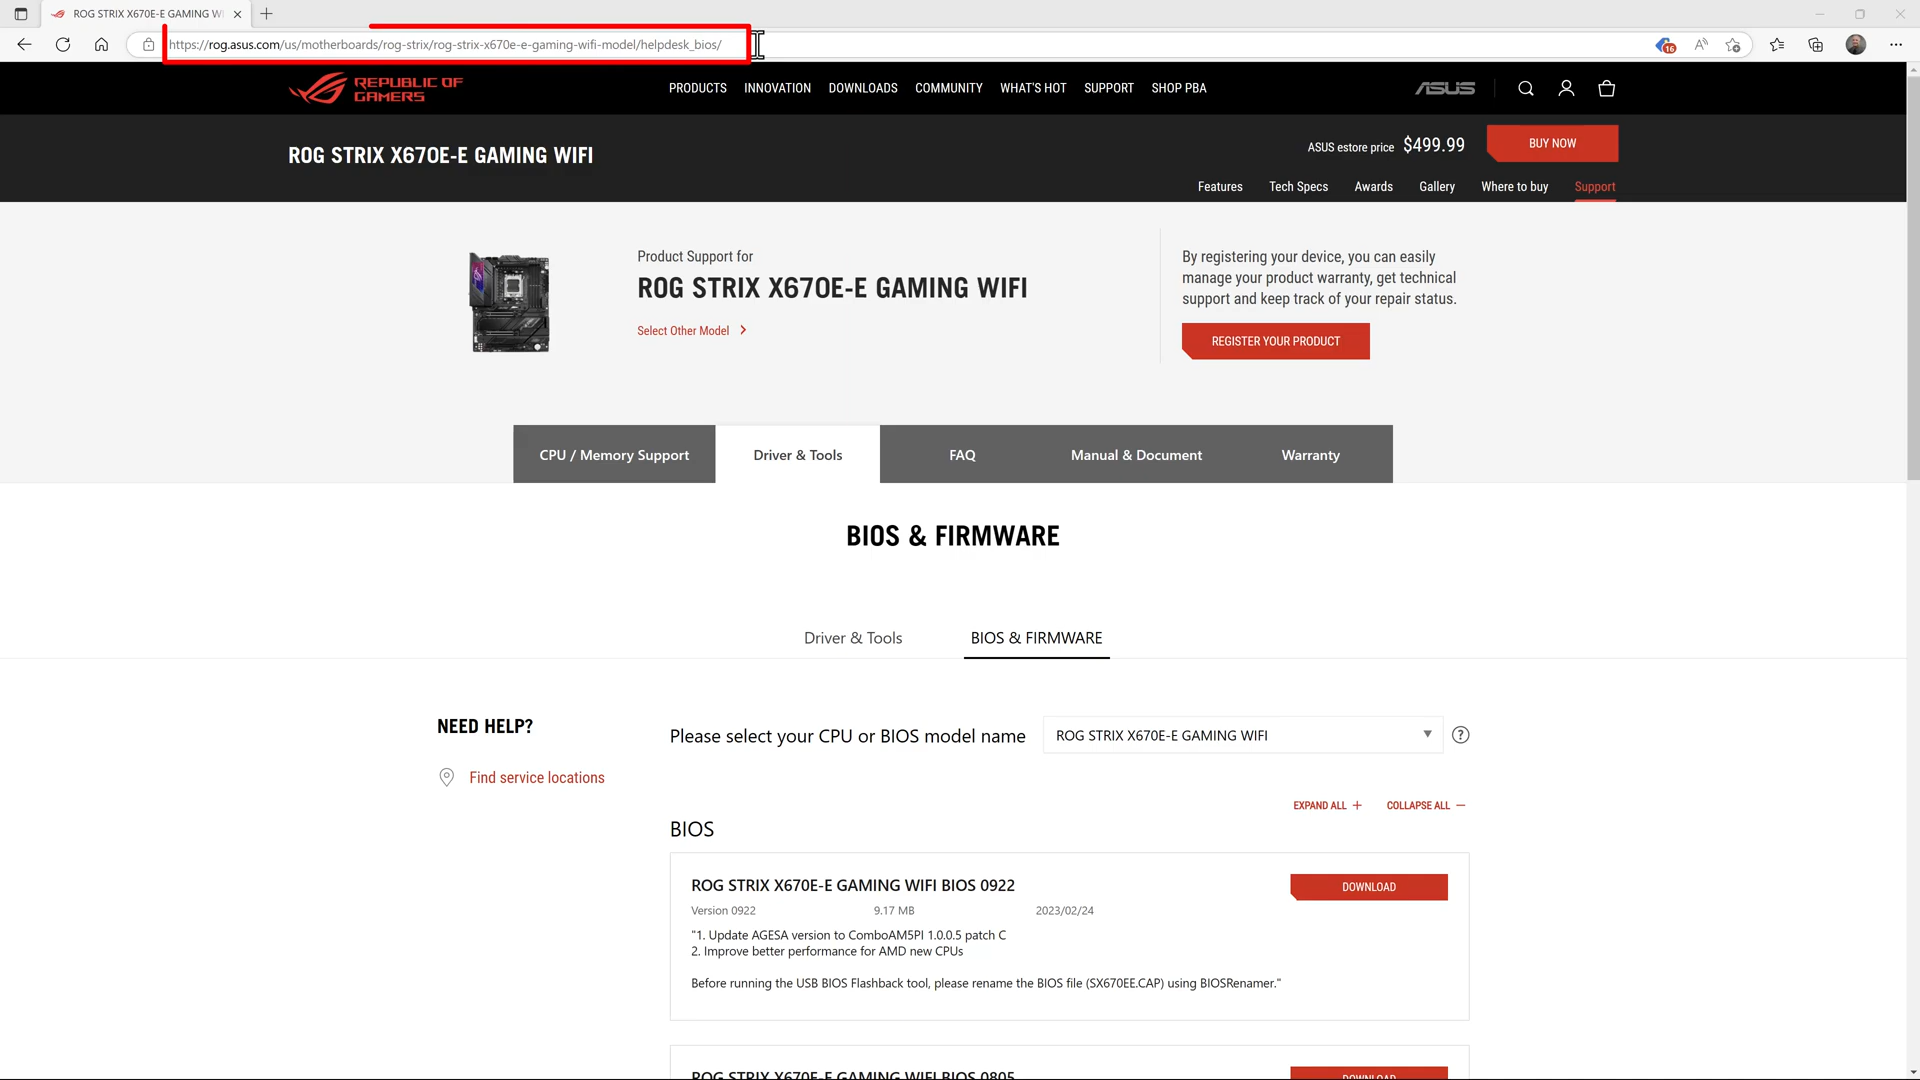 ROG STRIX X670E-E GAMING W
https://rog.asus.com/us/motherboards/rog-strix/rog-strix-x670e-e-gaming-wifi-model/helpdesk_bios/
16
REPUBLIC OF
GAMERS
PRODUCTS INNOVATION DOWNLOADS COMMUNITY WHAT'S HOT SUPPORT SHOP PBA
ASUS
ROG STRIX X670E-E GAMING WIFI
ASUS estore price $499.99 BUY NOW
Features Tech Specs Awards Gallery Where to buy Support
Product Support for
ROG STRIX X670E-E GAMING WIFI
Select Other Model
By registering your device, you can easily
manage your product warranty, get technical
support and keep track of your repair status.
REGISTER YOUR PRODUCT
CPU / Memory Support Driver & Tools FAQ Manual & Document Warranty
BIOS & FIRMWARE
Driver & Tools BIOS & FIRMWARE
NEED HELP?
Find service locations
Please select your CPU or BIOS model name ROG STRIX X670E-E GAMING WIFI ?
EXPAND ALL + COLLAPSE ALL −
BIOS
ROG STRIX X670E-E GAMING WIFI BIOS 0922 DOWNLOAD
Version 0922 9.17 MB 2023/02/24
"1. Update AGESA version to ComboAM5PI 1.0.0.5 patch C
2. Improve better performance for AMD new CPUs
Before running the USB BIOS Flashback tool, please rename the BIOS file (SX670EE.CAP) using BIOSRenamer."
ROG STRIX X670E-E GAMING WIFI BIOS 0805 DOWNLOAD